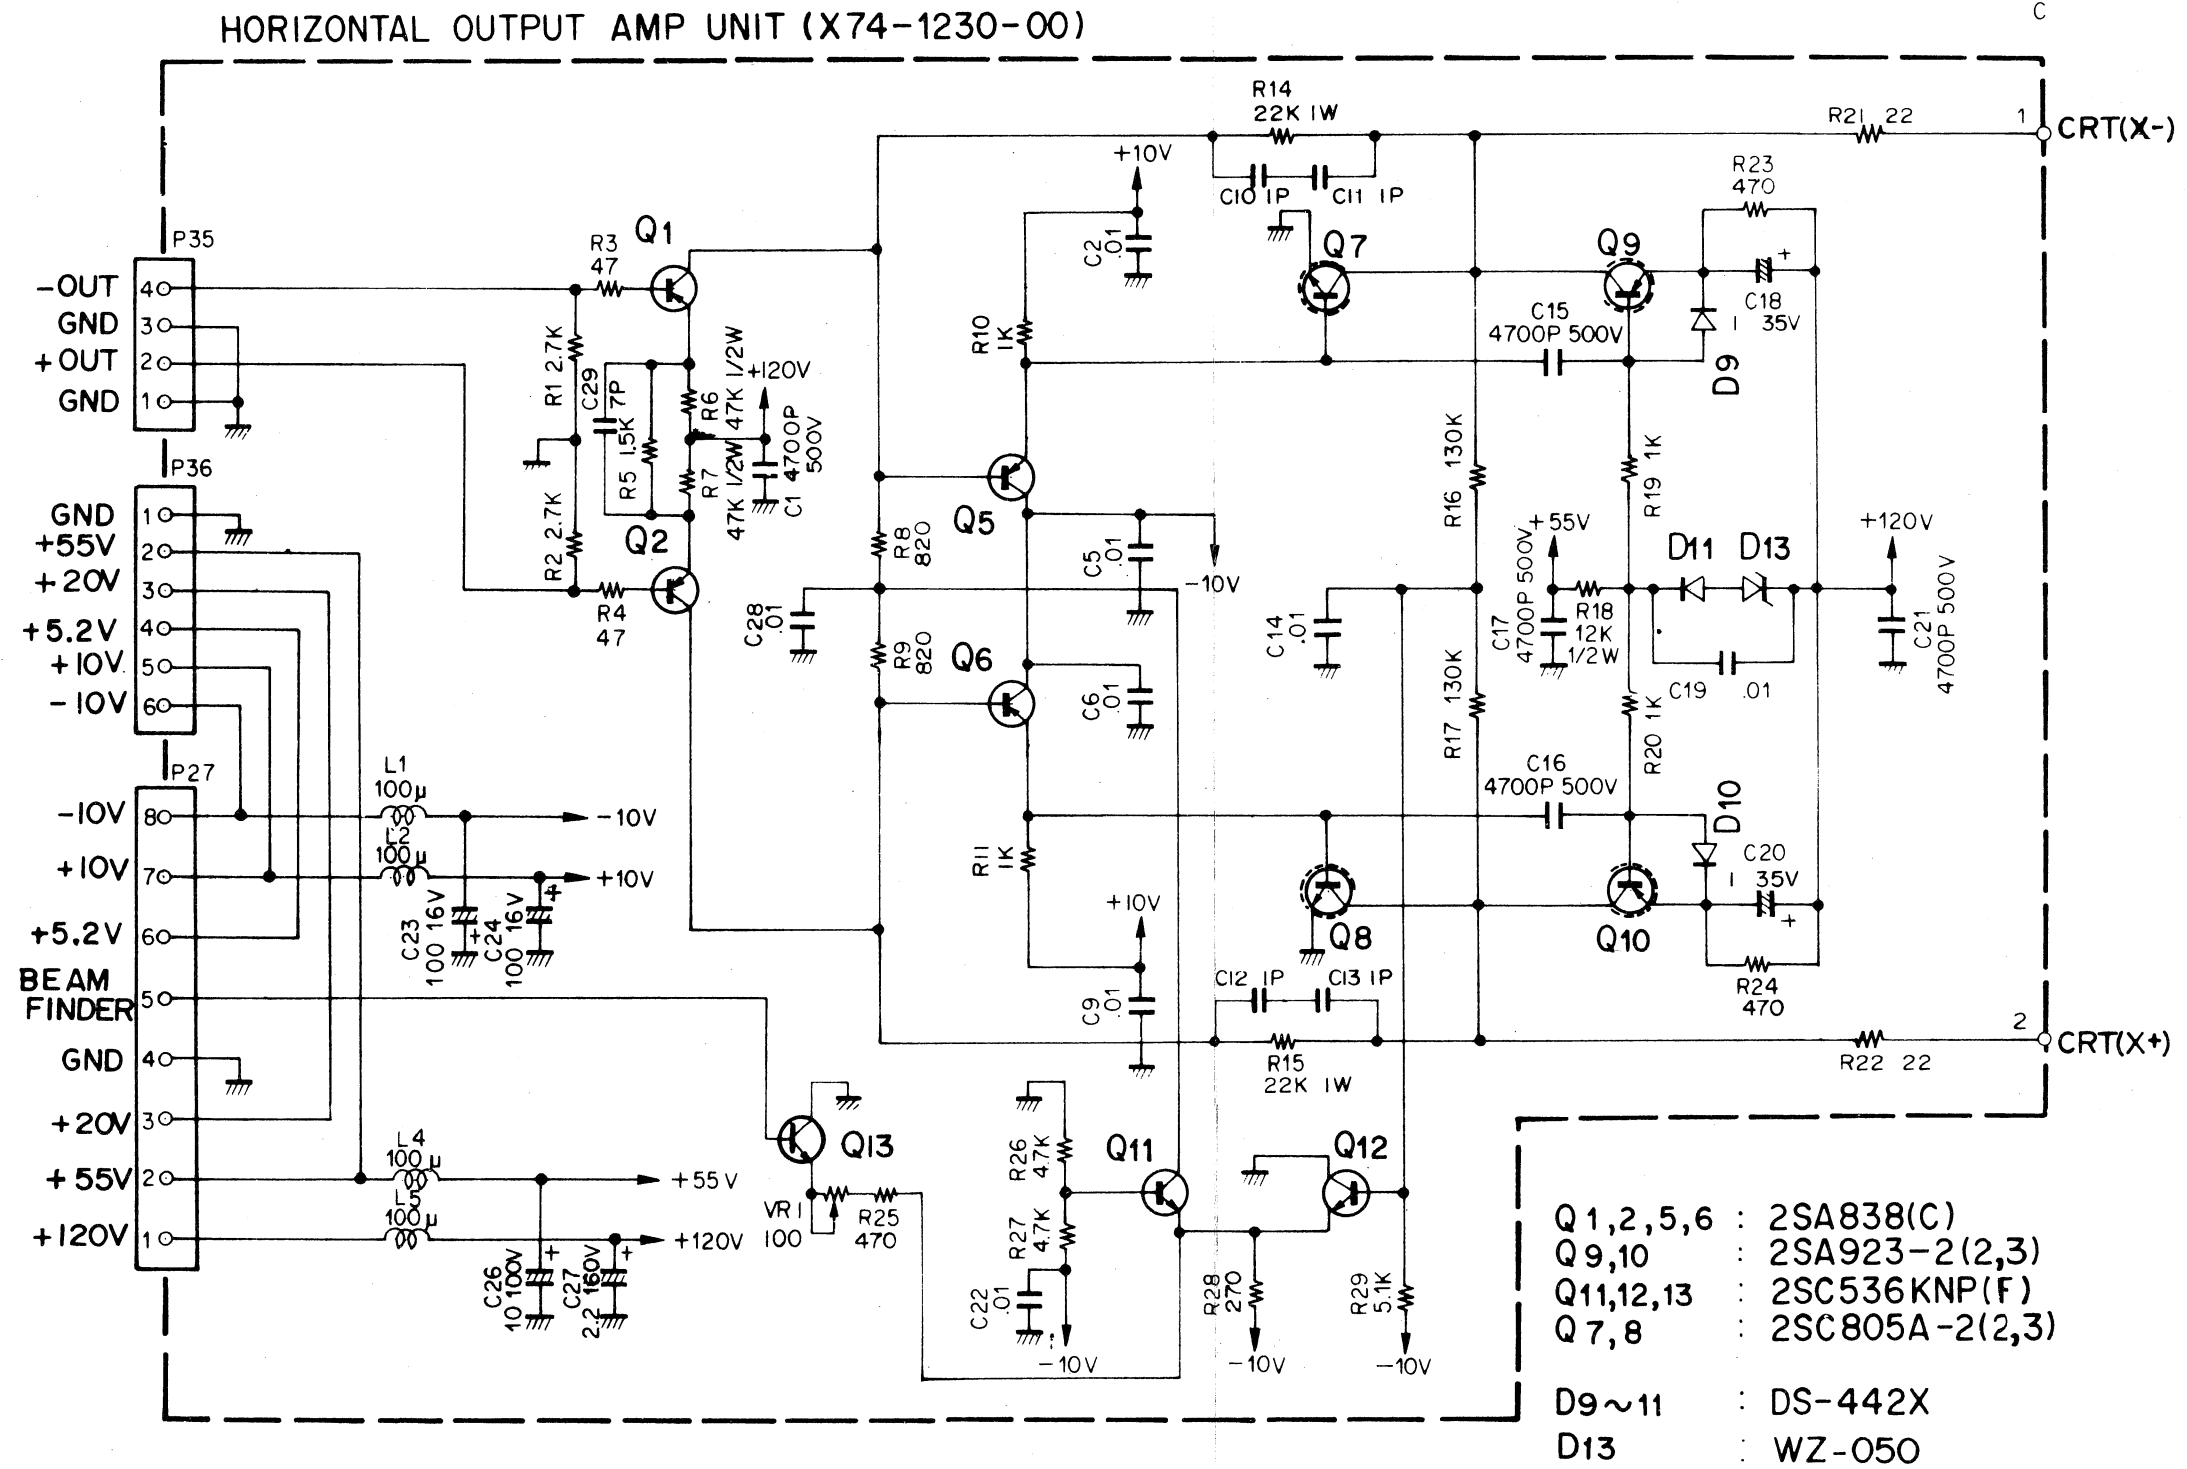 HORIZONTAL OUTPUT AMP UNIT (X74-1230-00)
C
P35
-OUT 4
GND 3
+OUT 2
GND 1
P36
GND 1
+55V 2
+20V 3
+5.2V 4
+10V 5
-10V 6
P27
-10V 8
+10V 7
+5.2V 6
BEAM
FINDER 5
GND 4
+20V 3
+55V 2
+120V 1
L1
100μ
-10V
L2
100μ
+10V
C23
100 16V
+
C24
100 16V
+
L4
100μ
+55V
L5
100μ
+120V
C26
10 100V
+
C27
2.2 160V
+
R3
47
Q1
R1 2.7K
C29
7P
R5 1.5K
R6
47K 1/2W
R7
47K 1/2W
+120V
C1 4700P
500V
R2 2.7K
Q2
R4
47
R8
820
C28
.01
R9
820
+10V
C2
.01
R10
1K
Q5
C5
.01
-10V
Q6
C6
.01
R11
1K
+10V
C9
.01
R14
22K 1W
C10 1P
C11 1P
Q7
Q9
R23
470
C15
4700P 500V
+
C18
1 35V
D9
R21 22
1
CRT(X-)
R16 130K
R19 1K
C14
.01
+55V
C17
4700P 500V
R18
12K
1/2W
D11
D13
C19 .01
+120V
C21
4700P 500V
R17 130K
R20 1K
C16
4700P 500V
D10
C20
1 35V
+
Q8
Q10
R24
470
C12 1P
C13 1P
R15
22K 1W
R22 22
2
CRT(X+)
Q13
VR1
100
R25
470
R26
4.7K
R27
4.7K
C22
.01
-10V
Q11
Q12
R28
270
-10V
R29
5.1K
-10V
Q1,2,5,6 : 2SA838(C)
Q9,10 : 2SA923-2(2,3)
Q11,12,13 : 2SC536KNP(F)
Q7,8 : 2SC805A-2(2,3)
D9~11 : DS-442X
D13 : WZ-050